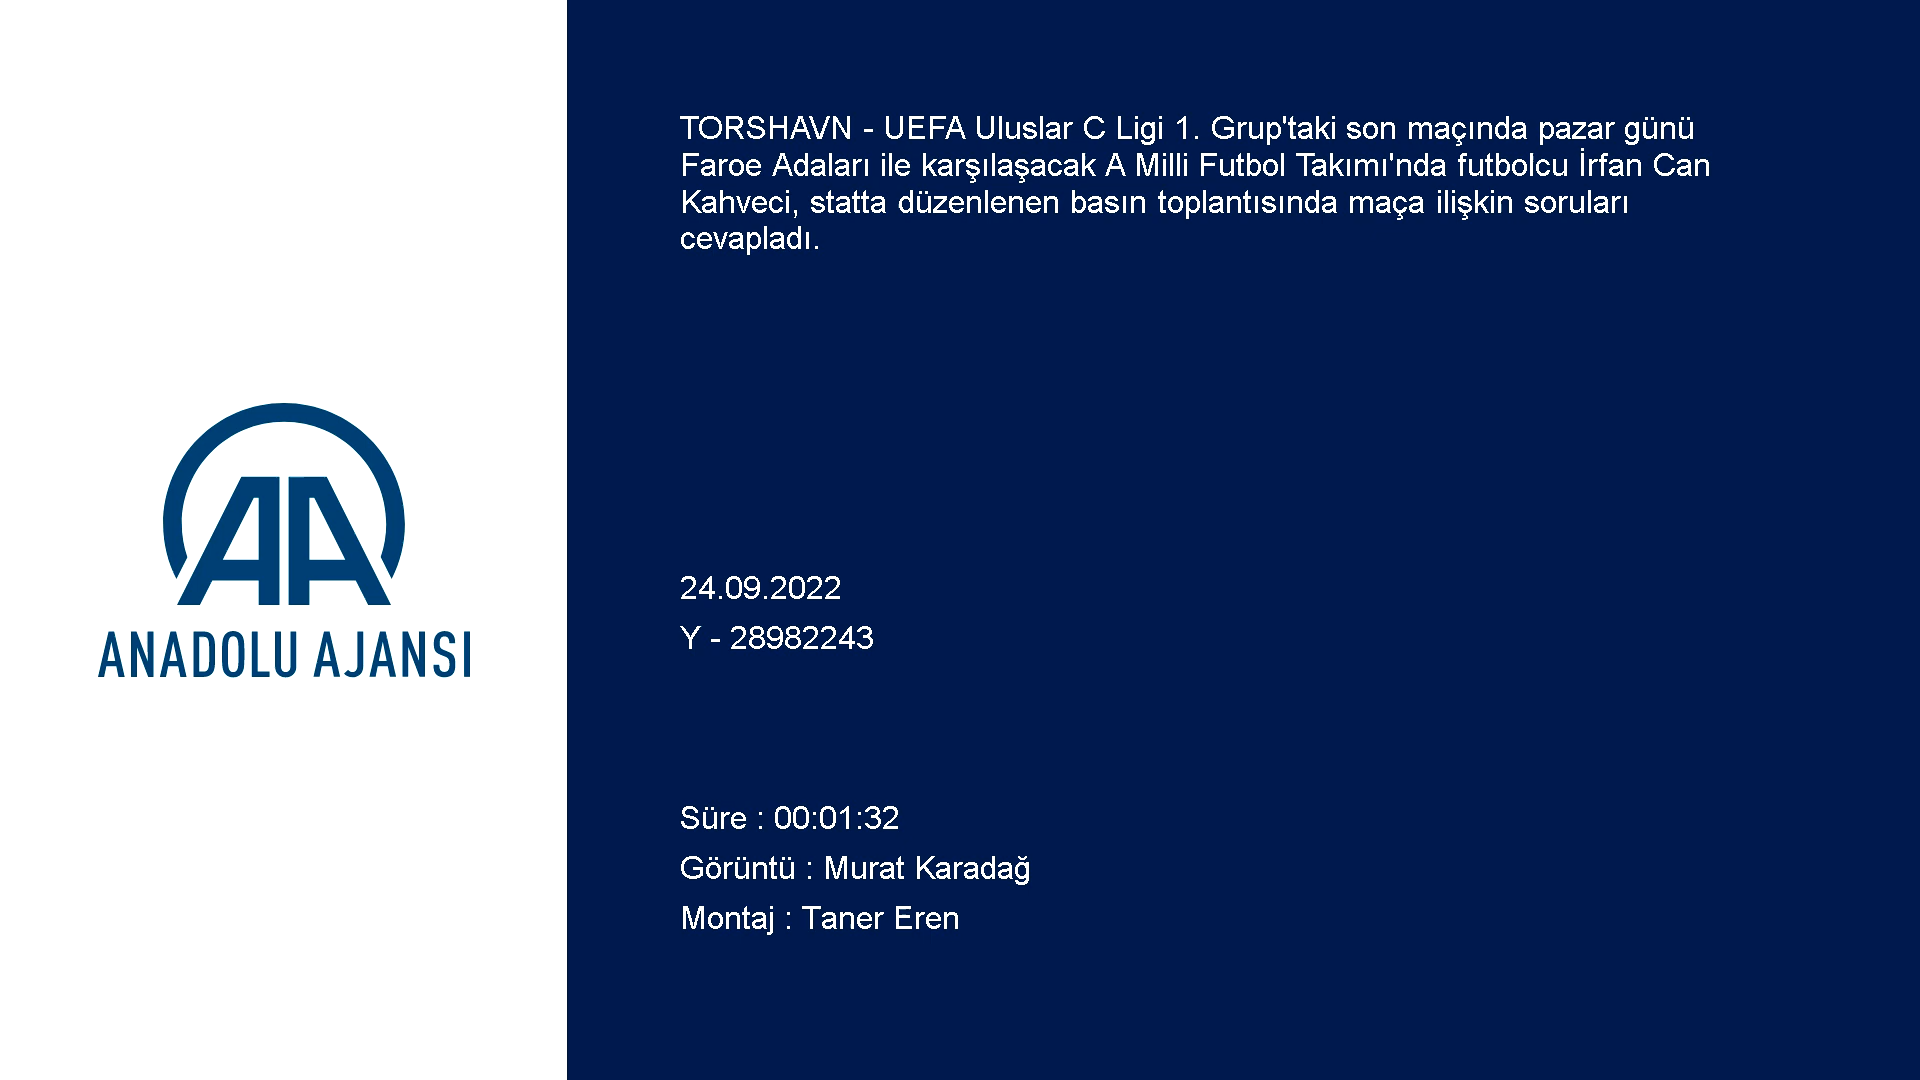 TORSHAVN - UEFA Uluslar C Ligi 1. Grup'taki son maçında pazar günü
Faroe Adaları ile karşılaşacak A Milli Futbol Takımı'nda futbolcu İrfan Can
Kahveci, statta düzenlenen basın toplantısında maça ilişkin soruları
cevapladı.
AA
ANADOLU AJANSI
24.09.2022
Y - 28982243
Süre : 00:01:32
Görüntü : Murat Karadağ
Montaj : Taner Eren